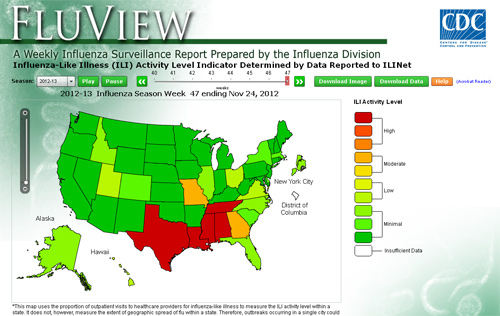 FLUVIEW
CDC
CENTERS FOR DISEASE
CONTROL AND PREVENTION
A Weekly Influenza Surveillance Report Prepared by the Influenza Division
Influenza-Like Illness (ILI) Activity Level Indicator Determined by Data Reported to ILINet
Season: 2012-13 Play Pause 40 41 42 43 44 45 46 47 Download Image Download Data Help (Acrobat Reader)
weeks
2012-13 Influenza Season Week 47 ending Nov 24, 2012
ILI Activity Level
High
Moderate
Low
Minimal
Insufficient Data
New York City
District of
Columbia
Alaska
Hawaii
*This map uses the proportion of outpatient visits to healthcare providers for influenza-like illness to measure the ILI activity level within a
state. It does not, however, measure the extent of geographic spread of flu within a state. Therefore, outbreaks occurring in a single city could